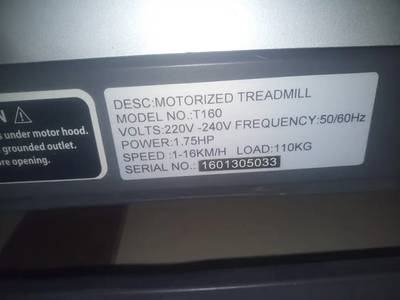 DESC:MOTORIZED TREADMILL
MODEL NO.:T160
VOLTS:220V -240V FREQUENCY:50/60Hz
POWER:1.75HP
SPEED :1-16KM/H LOAD:110KG
SERIAL NO.: 1601305033
N
under motor hood.
grounded outlet.
re opening.